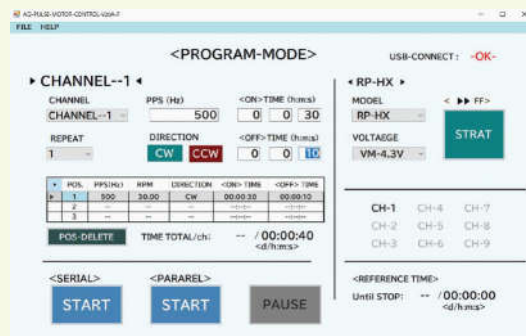 AG-PULSE-MOTOR-CONTROL-V20A-P
FILE HELP
<PROGRAM-MODE>
USB-CONNECT : -OK-
CHANNEL--1
CHANNEL
CHANNEL--1
PPS (Hz)
500
<ON>TIME (h:m:s)
0 0 30
REPEAT
1
DIRECTION
CW CCW
<OFF>TIME (h:m:s)
0 0 10
POS. PPS(Hz) RPM DIRECTION <ON> TIME <OFF> TIME
1 500 30.00 CW 00:00:30 00:00:10
2 -- -- -- --:--:-- --:--:--
3 -- -- -- --:--:-- --:--:--
POS-DELETE TIME TOTAL/ch: -- / 00:00:40
<d/h:m:s>
<SERIAL>
START
<PARAREL>
START
PAUSE
RP-HX
MODEL
RP-HX
< ▶▶ FF>
VOLTAEGE
VM-4.3V
STRAT
CH-1 CH-4 CH-7
CH-2 CH-5 CH-8
CH-3 CH-6 CH-9
<REFERENCE TIME>
Until STOP: -- / 00:00:00
<d/h:m:s>